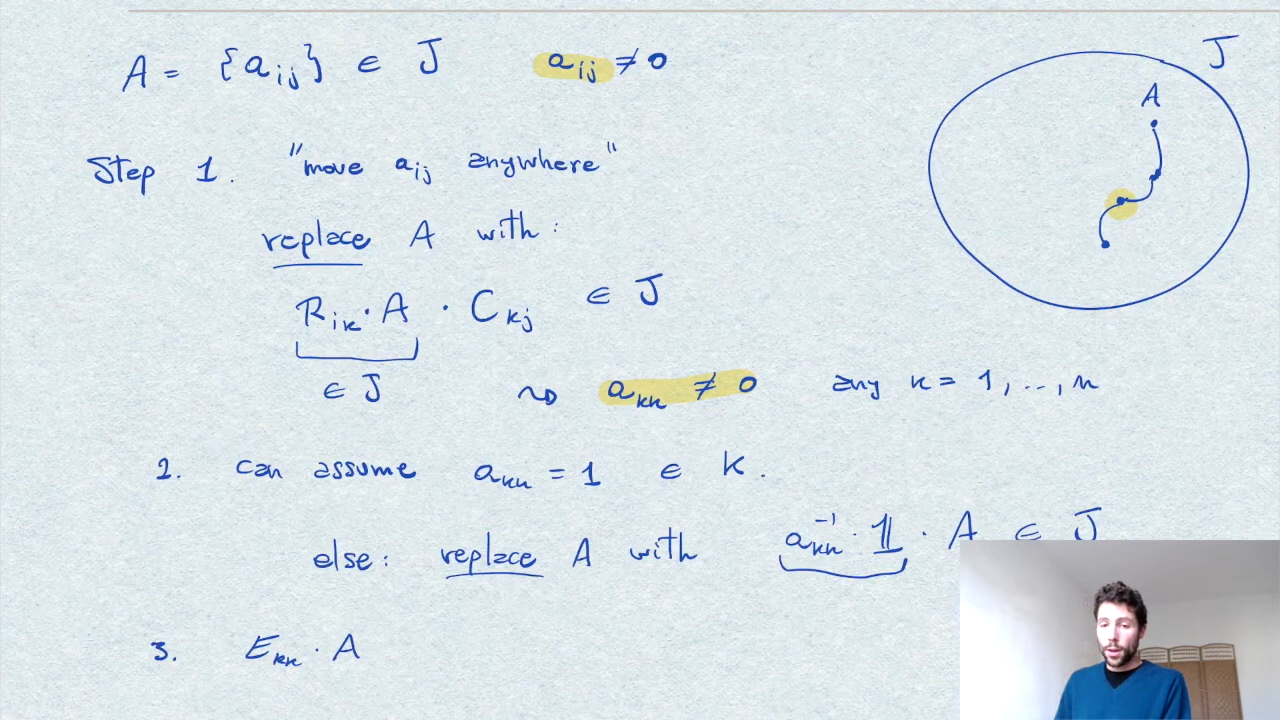 A = {aᵢⱼ} ∈ J aᵢⱼ ≠ 0
J
A
Step 1. "move aᵢⱼ anywhere"
replace A with:
Rᵢₖ · A · Cₖⱼ ∈ J
∈ J ⇝ aₖₖ ≠ 0 any k = 1, ..., n
2. can assume aₖₖ = 1 ∈ K.
else: replace A with aₖₖ⁻¹ · 𝟙 · A ∈ J
3. Eₖₖ · A